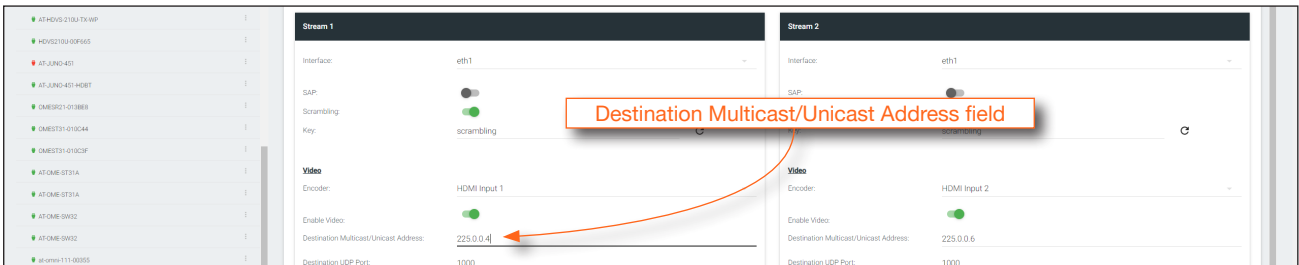 AT-HDVS-210U-TX-WP
HDVS210U-00F665
AT-JUNO-451
AT-JUNO-451-HDBT
OMESR21-013BE8
OMEST31-010C44
OMEST31-010C3F
AT-OME-ST31A
AT-OME-ST31A
AT-OME-SW32
AT-OME-SW32
at-omni-111-00355
Stream 1
Interface: eth1
SAP:
Scrambling:
Key: scrambling
Video
Encoder: HDMI Input 1
Enable Video:
Destination Multicast/Unicast Address: 225.0.0.4
Destination UDP Port: 1000
Destination Multicast/Unicast Address field
Stream 2
Interface: eth1
SAP:
scrambling
Video
Encoder: HDMI Input 2
Enable Video:
Destination Multicast/Unicast Address: 225.0.0.6
Destination UDP Port: 1000